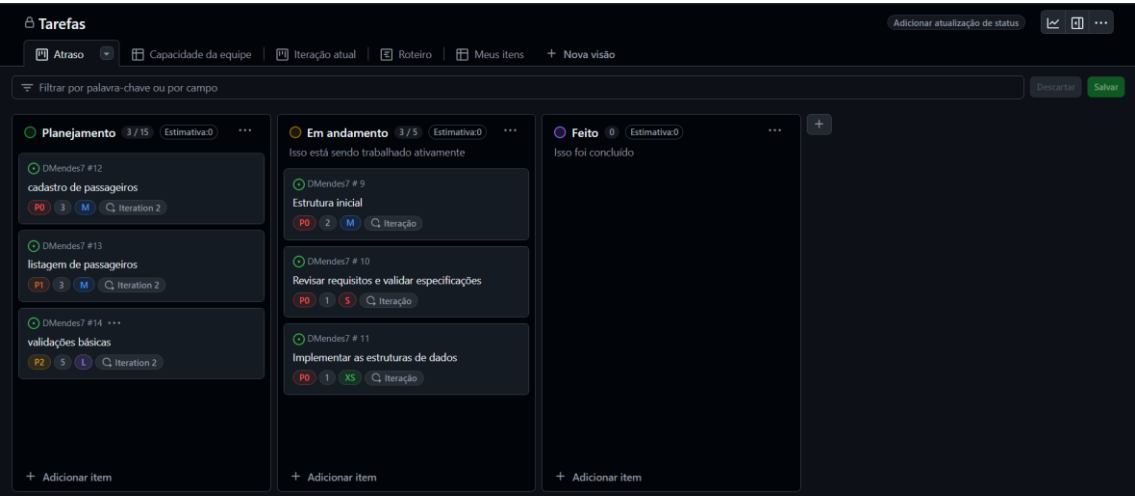 Tarefas
Adicionar atualização de status
Atraso
Capacidade da equipe
Iteração atual
Roteiro
Meus itens
+ Nova visão
Filtrar por palavra-chave ou por campo
Descartar
Salvar
Planejamento 3 / 15 Estimativa:0
DMendes7 #12
cadastro de passageiros
P0 3 M Iteration 2
DMendes7 #13
listagem de passageiros
P1 3 M Iteration 2
DMendes7 #14
validações básicas
P2 5 L Iteration 2
+ Adicionar item
Em andamento 3 / 5 Estimativa:0
Isso está sendo trabalhado ativamente
DMendes7 # 9
Estrutura inicial
P0 2 M Iteração
DMendes7 # 10
Revisar requisitos e validar especificações
P0 1 S Iteração
DMendes7 # 11
Implementar as estruturas de dados
P0 1 XS Iteração
+ Adicionar item
Feito 0 Estimativa:0
Isso foi concluído
+ Adicionar item